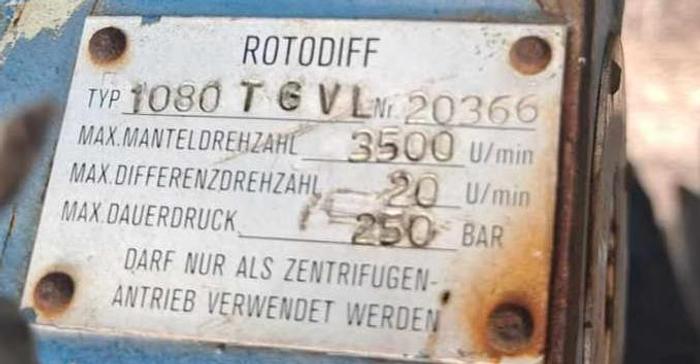 ROTODIFF
TYP 1080 T G V L Nr. 20366
MAX.MANTELDREHZAHL 3500 U/min
MAX.DIFFERENZDREHZAHL 20 U/min
MAX.DAUERDRUCK 250 BAR
DARF NUR ALS ZENTRIFUGEN-
ANTRIEB VERWENDET WERDEN